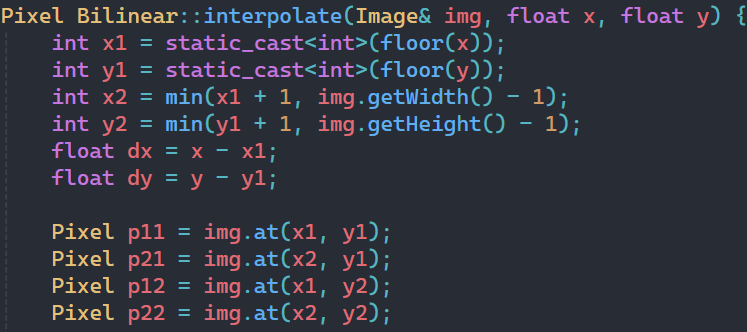 Pixel Bilinear::interpolate(Image& img, float x, float y) {
    int x1 = static_cast<int>(floor(x));
    int y1 = static_cast<int>(floor(y));
    int x2 = min(x1 + 1, img.getWidth() - 1);
    int y2 = min(y1 + 1, img.getHeight() - 1);
    float dx = x - x1;
    float dy = y - y1;

    Pixel p11 = img.at(x1, y1);
    Pixel p21 = img.at(x2, y1);
    Pixel p12 = img.at(x1, y2);
    Pixel p22 = img.at(x2, y2);